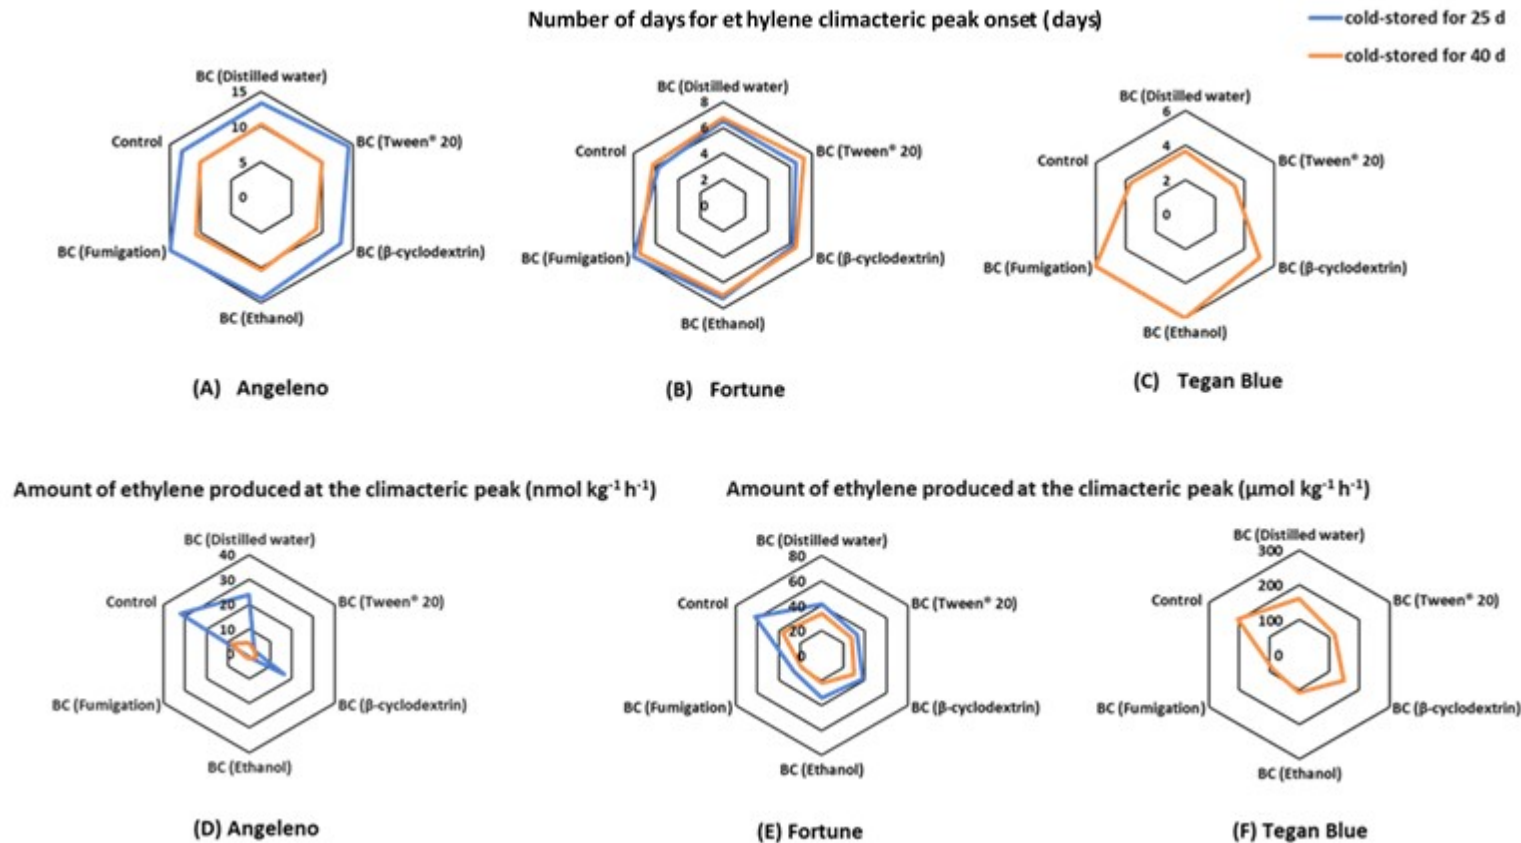 Number of days for et hylene climacteric peak onset (days)
cold-stored for 25 d
cold-stored for 40 d
BC (Distilled water)
15
10
5
0
Control
BC (Tween® 20)
BC (Fumigation)
BC (β-cyclodextrin)
BC (Ethanol)
(A) Angeleno
BC (Distilled water)
8
6
4
2
0
Control
BC (Tween® 20)
BC (Fumigation)
BC (β-cyclodextrin)
BC (Ethanol)
(B) Fortune
BC (Distilled water)
6
4
2
0
Control
BC (Tween® 20)
BC (Fumigation)
BC (β-cyclodextrin)
BC (Ethanol)
(C) Tegan Blue
Amount of ethylene produced at the climacteric peak (nmol kg⁻¹ h⁻¹)
Amount of ethylene produced at the climacteric peak (µmol kg⁻¹ h⁻¹)
BC (Distilled water)
40
30
20
10
0
Control
BC (Tween® 20)
BC (Fumigation)
BC (β-cyclodextrin)
BC (Ethanol)
(D) Angeleno
BC (Distilled water)
80
60
40
20
0
Control
BC (Tween® 20)
BC (Fumigation)
BC (β-cyclodextrin)
BC (Ethanol)
(E) Fortune
BC (Distilled water)
300
200
100
0
Control
BC (Tween® 20)
BC (Fumigation)
BC (β-cyclodextrin)
BC (Ethanol)
(F) Tegan Blue